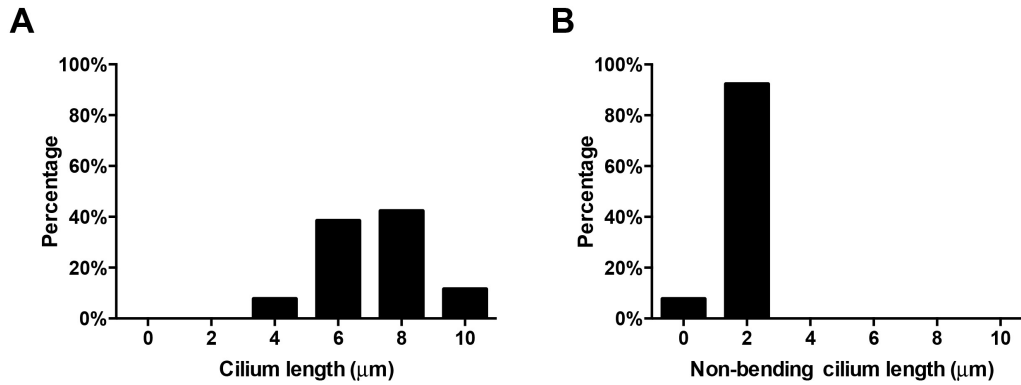 A
Percentage
100%
80%
60%
40%
20%
0%
0 2 4 6 8 10
Cilium length (μm)
B
Percentage
100%
80%
60%
40%
20%
0%
0 2 4 6 8 10
Non-bending cilium length (μm)